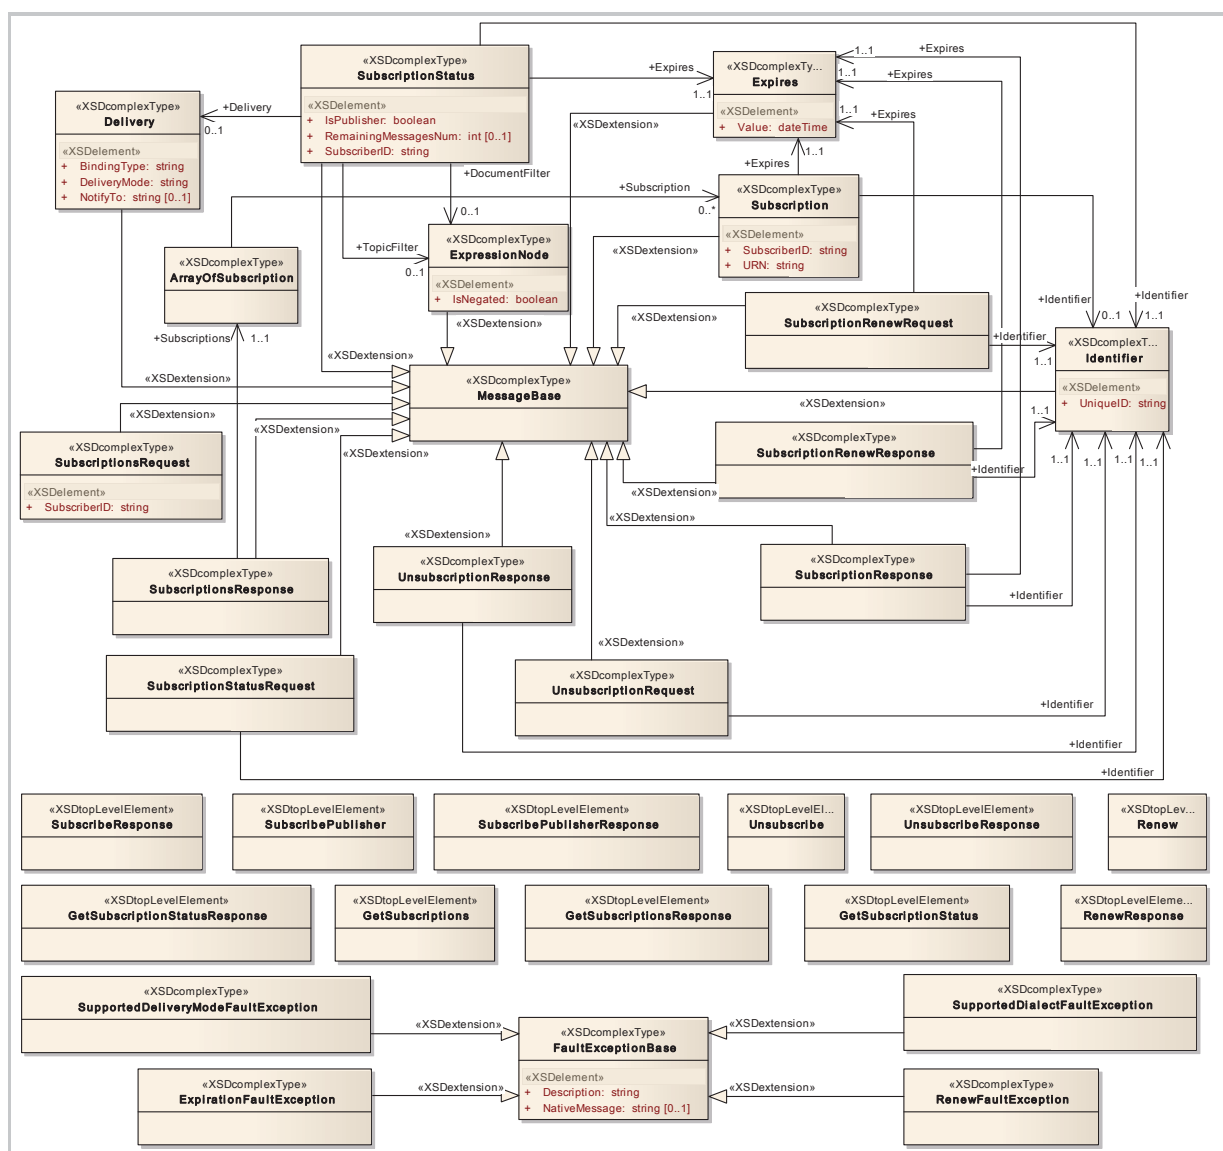 «XSDcomplexType»
SubscriptionStatus
«XSDelement»
+ IsPublisher: boolean
+ RemainingMessagesNum: int [0..1]
+ SubscriberID: string
«XSDcomplexTy...
Expires
«XSDelement»
+ Value: dateTime
«XSDcomplexType»
Delivery
«XSDelement»
+ BindingType: string
+ DeliveryMode: string
+ NotifyTo: string [0..1]
+Delivery
0..1
+Expires
1..1
1..1
+Expires
1..1
+Expires
1..1
+Expires
1..1
+Expires
«XSDextension»
+DocumentFilter
0..1
+TopicFilter
0..1
+Subscription
0..*
«XSDcomplexType»
Subscription
«XSDelement»
+ SubscriberID: string
+ URN: string
«XSDextension»
«XSDcomplexType»
ArrayOfSubscription
«XSDcomplexType»
ExpressionNode
«XSDelement»
+ IsNegated: boolean
«XSDextension»
«XSDcomplexType»
SubscriptionRenewRequest
«XSDextension»
+Identifier
0..1
+Identifier
1..1
+Identifier
1..1
«XSDcomplexT...
Identifier
«XSDelement»
+ UniqueID: string
+Subscriptions
1..1
«XSDextension»
«XSDextension»
«XSDcomplexType»
MessageBase
«XSDextension»
«XSDextension»
«XSDextension»
«XSDextension»
«XSDcomplexType»
SubscriptionsRequest
«XSDelement»
+ SubscriberID: string
«XSDcomplexType»
SubscriptionRenewResponse
1..1
+Identifier
«XSDextension»
1..1
1..1
1..1
1..1
«XSDextension»
«XSDextension»
«XSDcomplexType»
SubscriptionsResponse
«XSDcomplexType»
UnsubscriptionResponse
«XSDcomplexType»
SubscriptionResponse
+Identifier
«XSDextension»
«XSDcomplexType»
SubscriptionStatusRequest
«XSDcomplexType»
UnsubscriptionRequest
+Identifier
+Identifier
+Identifier
«XSDtopLevelElement»
SubscribeResponse
«XSDtopLevelElement»
SubscribePublisher
«XSDtopLevelElement»
SubscribePublisherResponse
«XSDtopLevelEl...
Unsubscribe
«XSDtopLevelElement»
UnsubscribeResponse
«XSDtopLev...
Renew
«XSDtopLevelElement»
GetSubscriptionStatusResponse
«XSDtopLevelElement»
GetSubscriptions
«XSDtopLevelElement»
GetSubscriptionsResponse
«XSDtopLevelElement»
GetSubscriptionStatus
«XSDTopLevelEleme...
RenewResponse
«XSDcomplexType»
SupportedDeliveryModeFaultException
«XSDcomplexType»
SupportedDialectFaultException
«XSDextension»
«XSDextension»
«XSDcomplexType»
FaultExceptionBase
«XSDelement»
+ Description: string
+ NativeMessage: string [0..1]
«XSDcomplexType»
ExpirationFaultException
«XSDextension»
«XSDextension»
«XSDcomplexType»
RenewFaultException